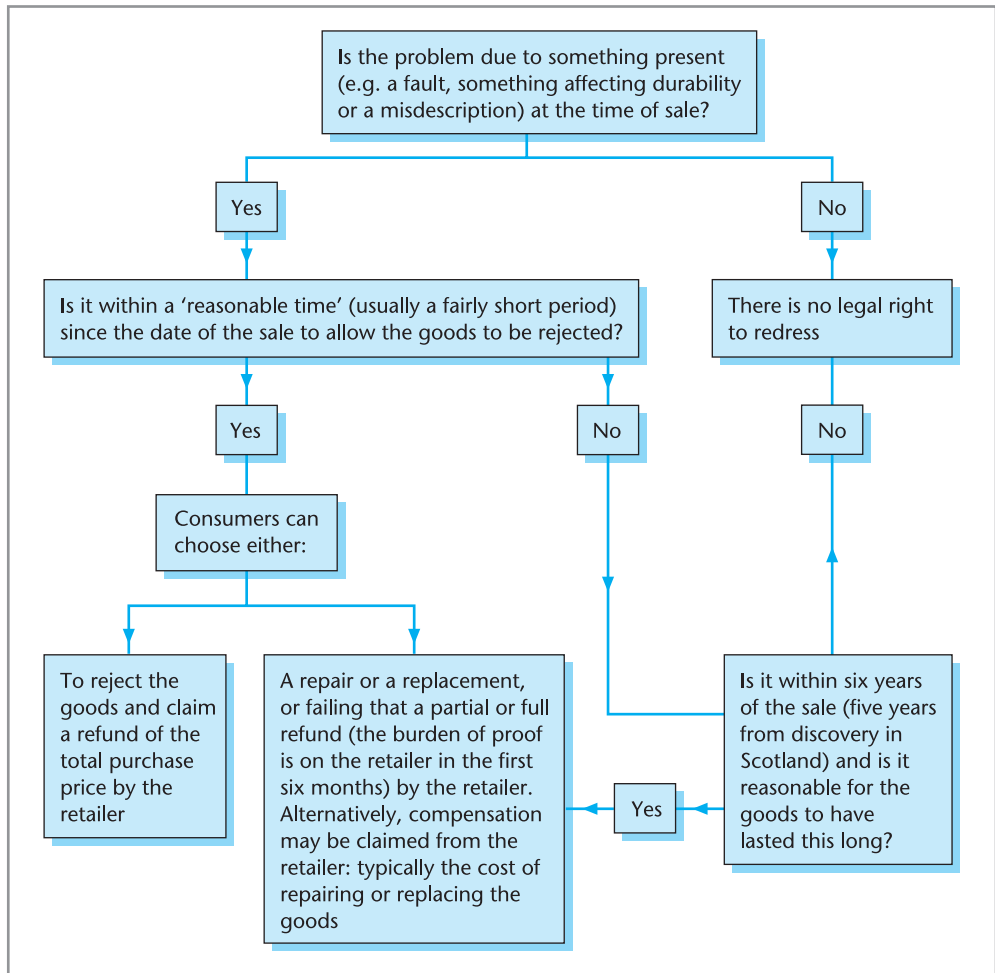 Is the problem due to something present
(e.g. a fault, something affecting durability
or a misdescription) at the time of sale?
Yes
No
Is it within a ‘reasonable time’ (usually a fairly short period)
since the date of the sale to allow the goods to be rejected?
There is no legal right
to redress
Yes
No
No
Consumers can
choose either:
To reject the
goods and claim
a refund of the
total purchase
price by the
retailer
A repair or a replacement,
or failing that a partial or full
refund (the burden of proof
is on the retailer in the first
six months) by the retailer.
Alternatively, compensation
may be claimed from the
retailer: typically the cost of
repairing or replacing the
goods
Yes
Is it within six years
of the sale (five years
from discovery in
Scotland) and is it
reasonable for the
goods to have
lasted this long?